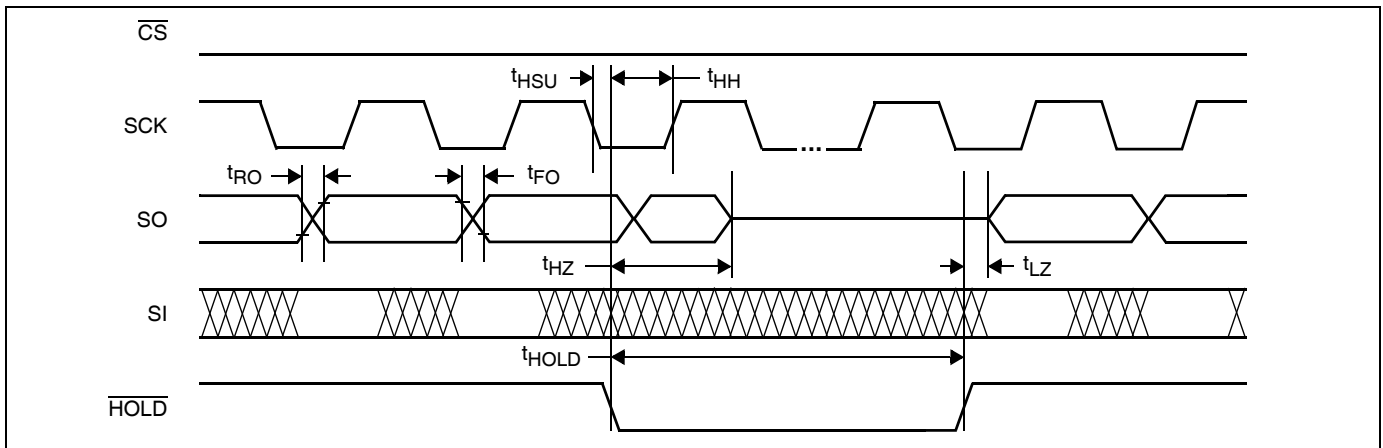 CS
tHSU
tHH
SCK
...
tRO
tFO
SO
tHZ
tLZ
SI
tHOLD
HOLD